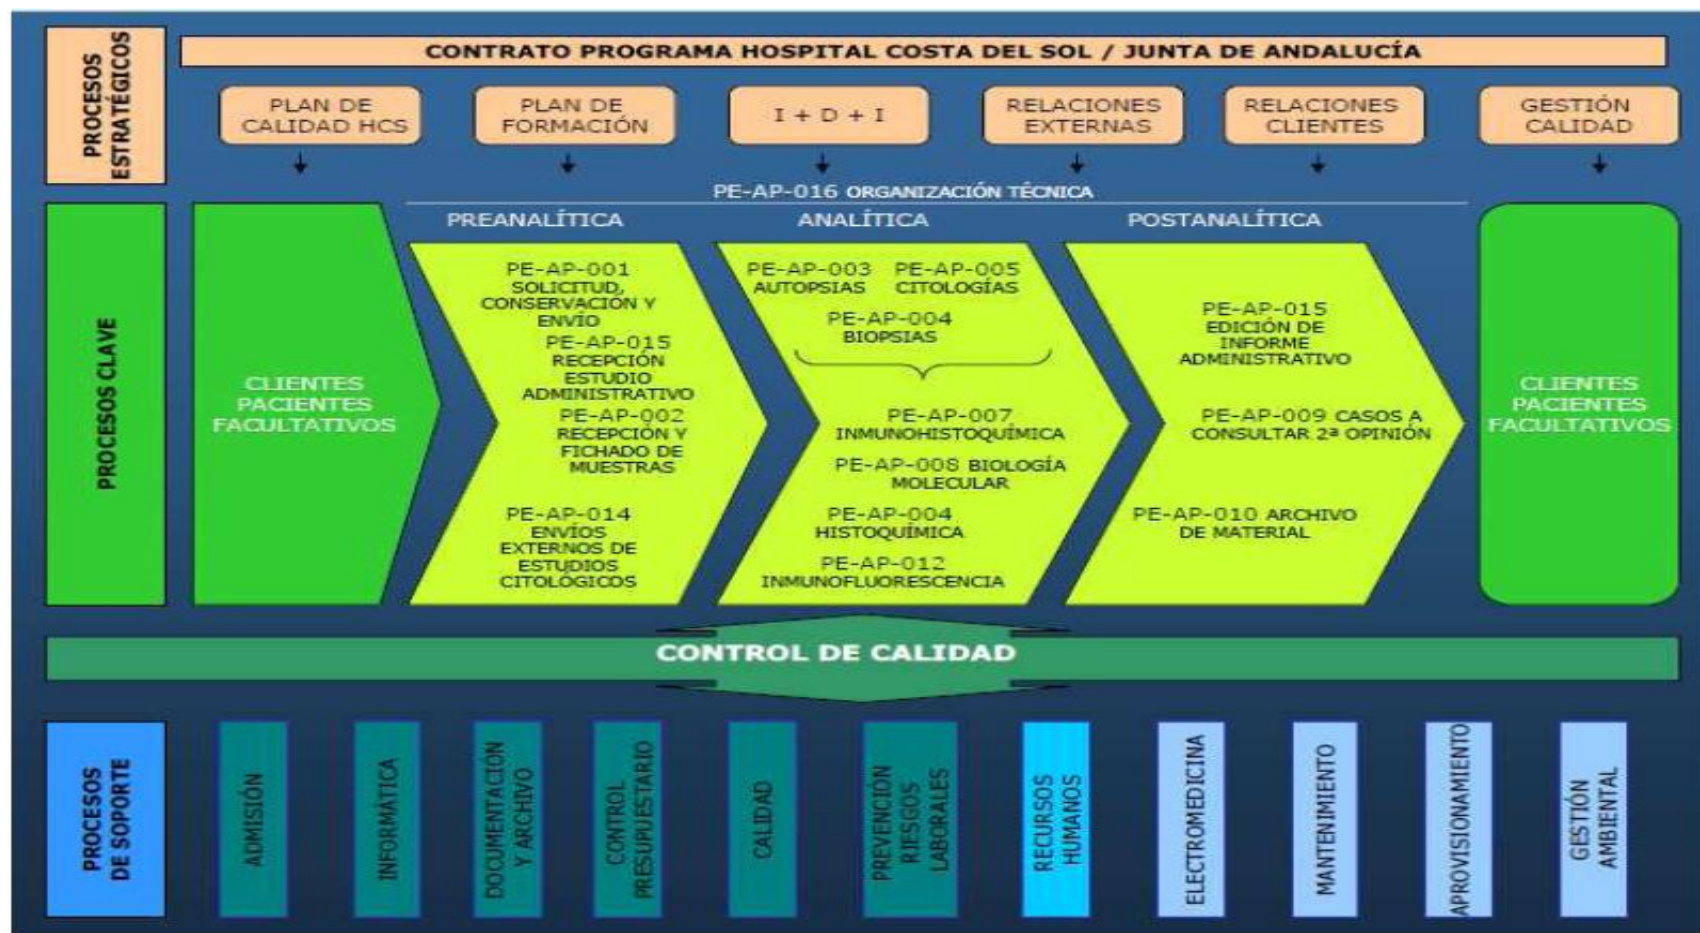 PROCESOS
ESTRATÉGICOS
CONTRATO PROGRAMA HOSPITAL COSTA DEL SOL / JUNTA DE ANDALUCÍA
PLAN DE
CALIDAD HCS
PLAN DE
FORMACIÓN
I + D + I
RELACIONES
EXTERNAS
RELACIONES
CLIENTES
GESTIÓN
CALIDAD
PROCESOS CLAVE
PE-AP-016 ORGANIZACIÓN TÉCNICA
CLIENTES
PACIENTES
FACULTATIVOS
PREANALÍTICA
PE-AP-001
SOLICITUD,
CONSERVACIÓN Y
ENVÍO
PE-AP-015
RECEPCIÓN
ESTUDIO
ADMINISTRATIVO
PE-AP-002
RECEPCIÓN Y
FICHADO DE
MUESTRAS
PE-AP-014
ENVÍOS
EXTERNOS DE
ESTUDIOS
CITOLÓGICOS
ANALÍTICA
PE-AP-003
AUTOPSIAS
PE-AP-005
CITOLOGÍAS
PE-AP-004
BIOPSIAS
PE-AP-007
INMUNOHISTOQUÍMICA
PE-AP-008 BIOLOGÍA
MOLECULAR
PE-AP-004
HISTOQUÍMICA
PE-AP-012
INMUNOFLUORESCENCIA
POSTANALÍTICA
PE-AP-015
EDICIÓN DE
INFORME
ADMINISTRATIVO
PE-AP-009 CASOS A
CONSULTAR 2ª OPINIÓN
PE-AP-010 ARCHIVO
DE MATERIAL
CLIENTES
PACIENTES
FACULTATIVOS
CONTROL DE CALIDAD
PROCESOS
DE SOPORTE
ADMISIÓN
INFORMÁTICA
DOCUMENTACIÓN
Y ARCHIVO
CONTROL
PRESUPUESTARIO
CALIDAD
PREVENCIÓN
RIESGOS
LABORALES
RECURSOS
HUMANOS
ELECTROMEDICINA
MANTENIMIENTO
APROVISIONAMIENTO
GESTIÓN
AMBIENTAL